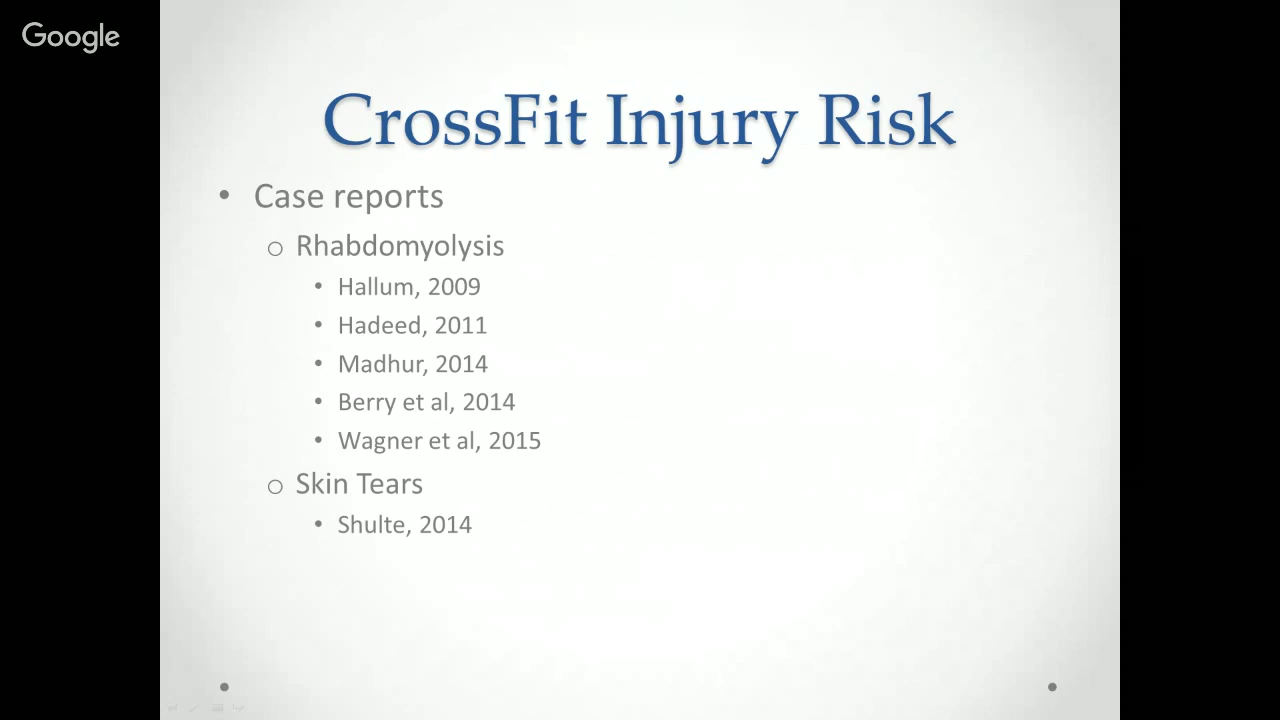 Google
CrossFit Injury Risk
• Case reports
o Rhabdomyolysis
• Hallum, 2009
• Hadeed, 2011
• Madhur, 2014
• Berry et al, 2014
• Wagner et al, 2015
o Skin Tears
• Shulte, 2014